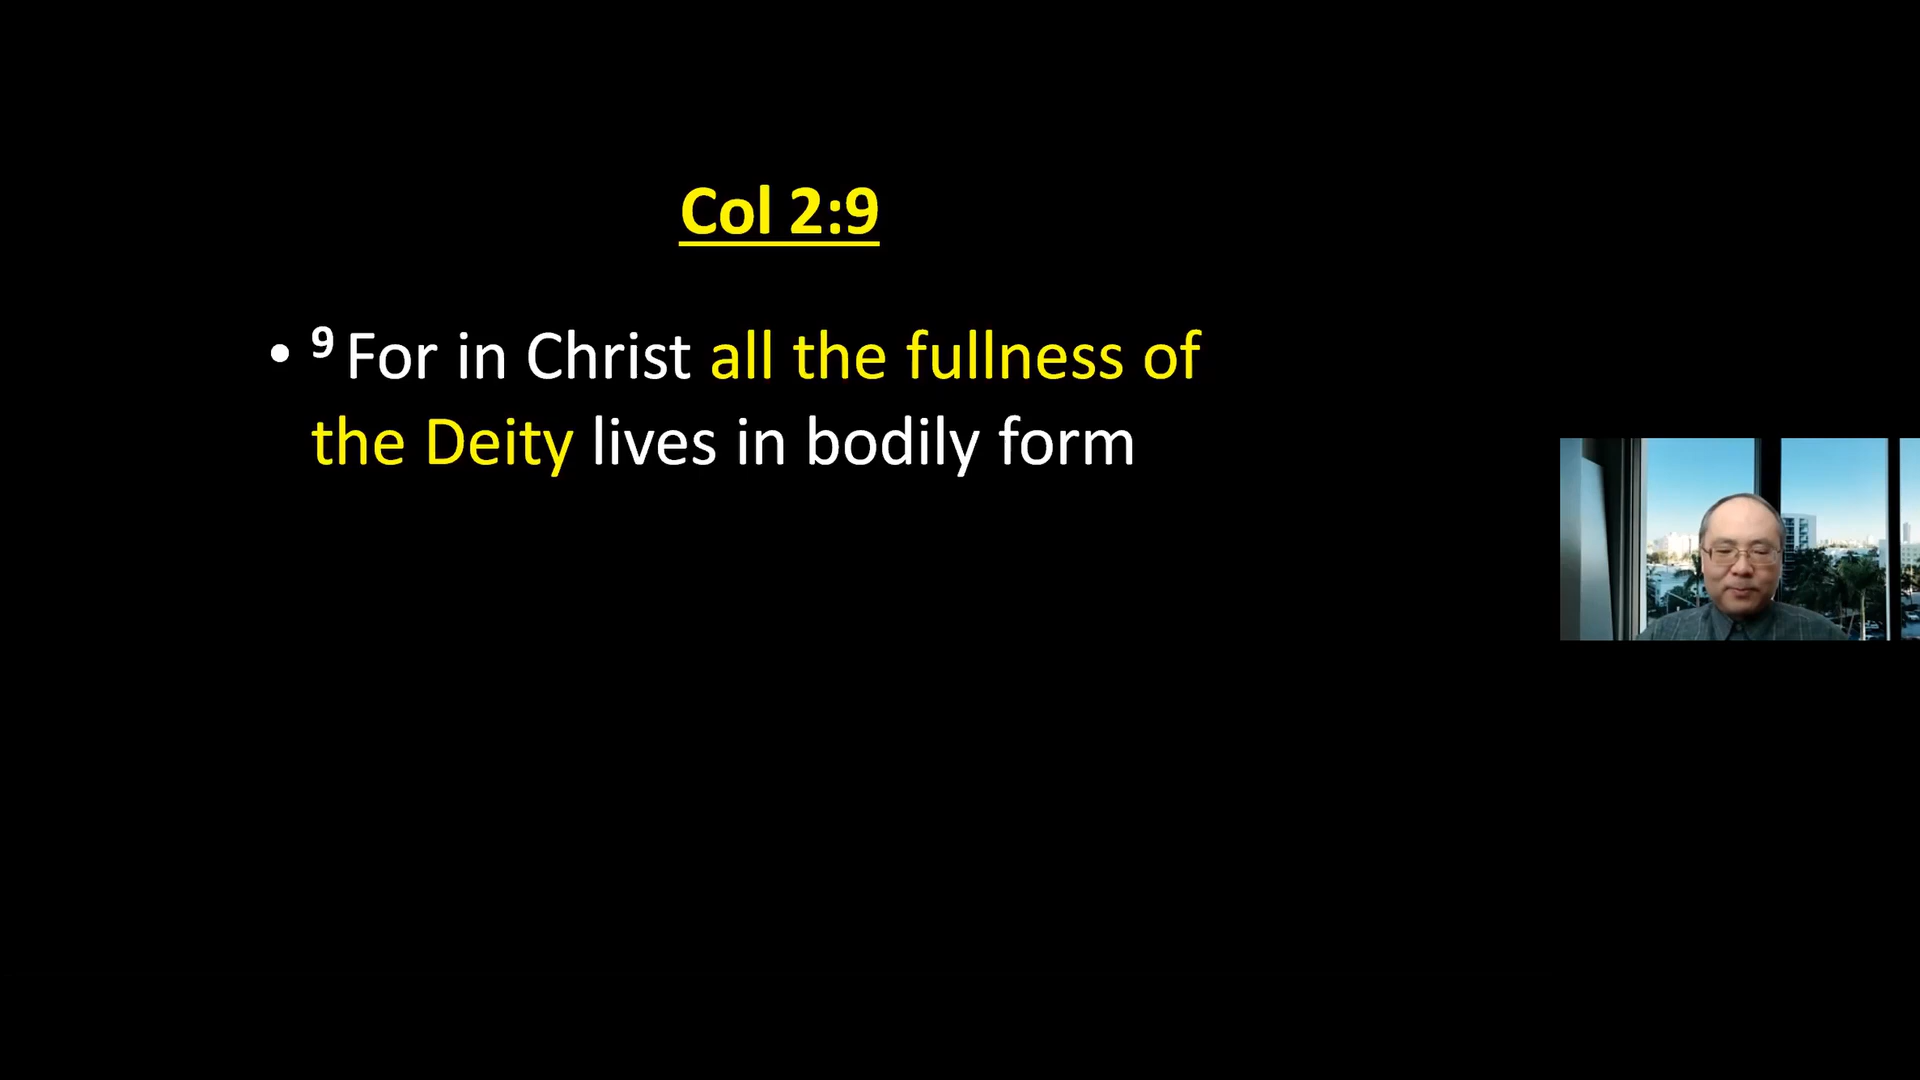 Col 2:9
• 9 For in Christ all the fullness of
the Deity lives in bodily form